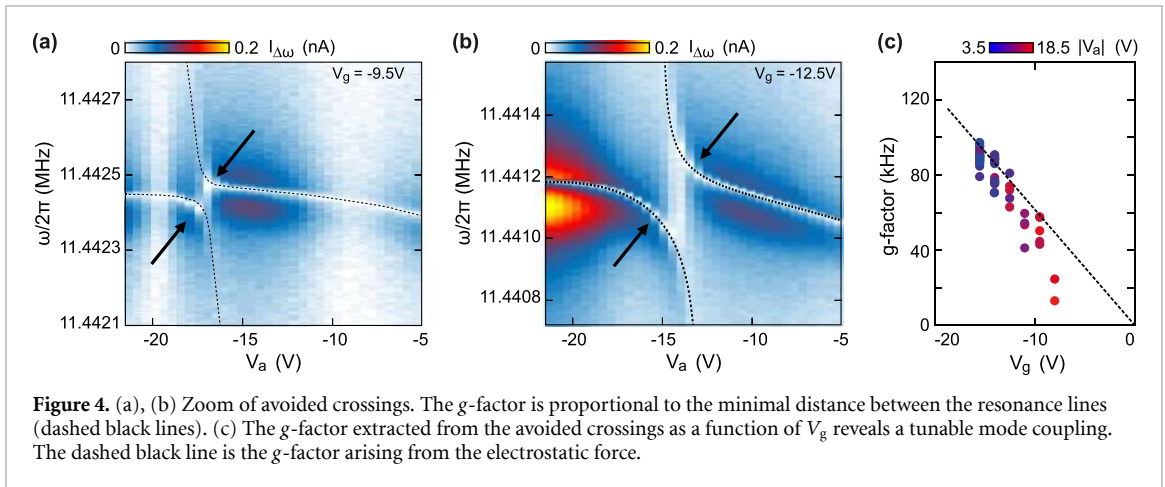 (a)
0
I_Δω (nA)
0.2
V_g = -9.5V
11.4427
11.4425
11.4423
11.4421
ω/2π (MHz)
-20
-15
-10
-5
V_a (V)
(b)
0
I_Δω (nA)
0.2
V_g = -12.5V
11.4414
11.4412
11.4410
11.4408
ω/2π (MHz)
-20
-15
-10
-5
V_a (V)
(c)
3.5
18.5
|V_a| (V)
120
80
40
0
g-factor (kHz)
-20
-10
0
V_g (V)
Figure 4. (a), (b) Zoom of avoided crossings. The g-factor is proportional to the minimal distance between the resonance lines
(dashed black lines). (c) The g-factor extracted from the avoided crossings as a function of V_g reveals a tunable mode coupling.
The dashed black line is the g-factor arising from the electrostatic force.